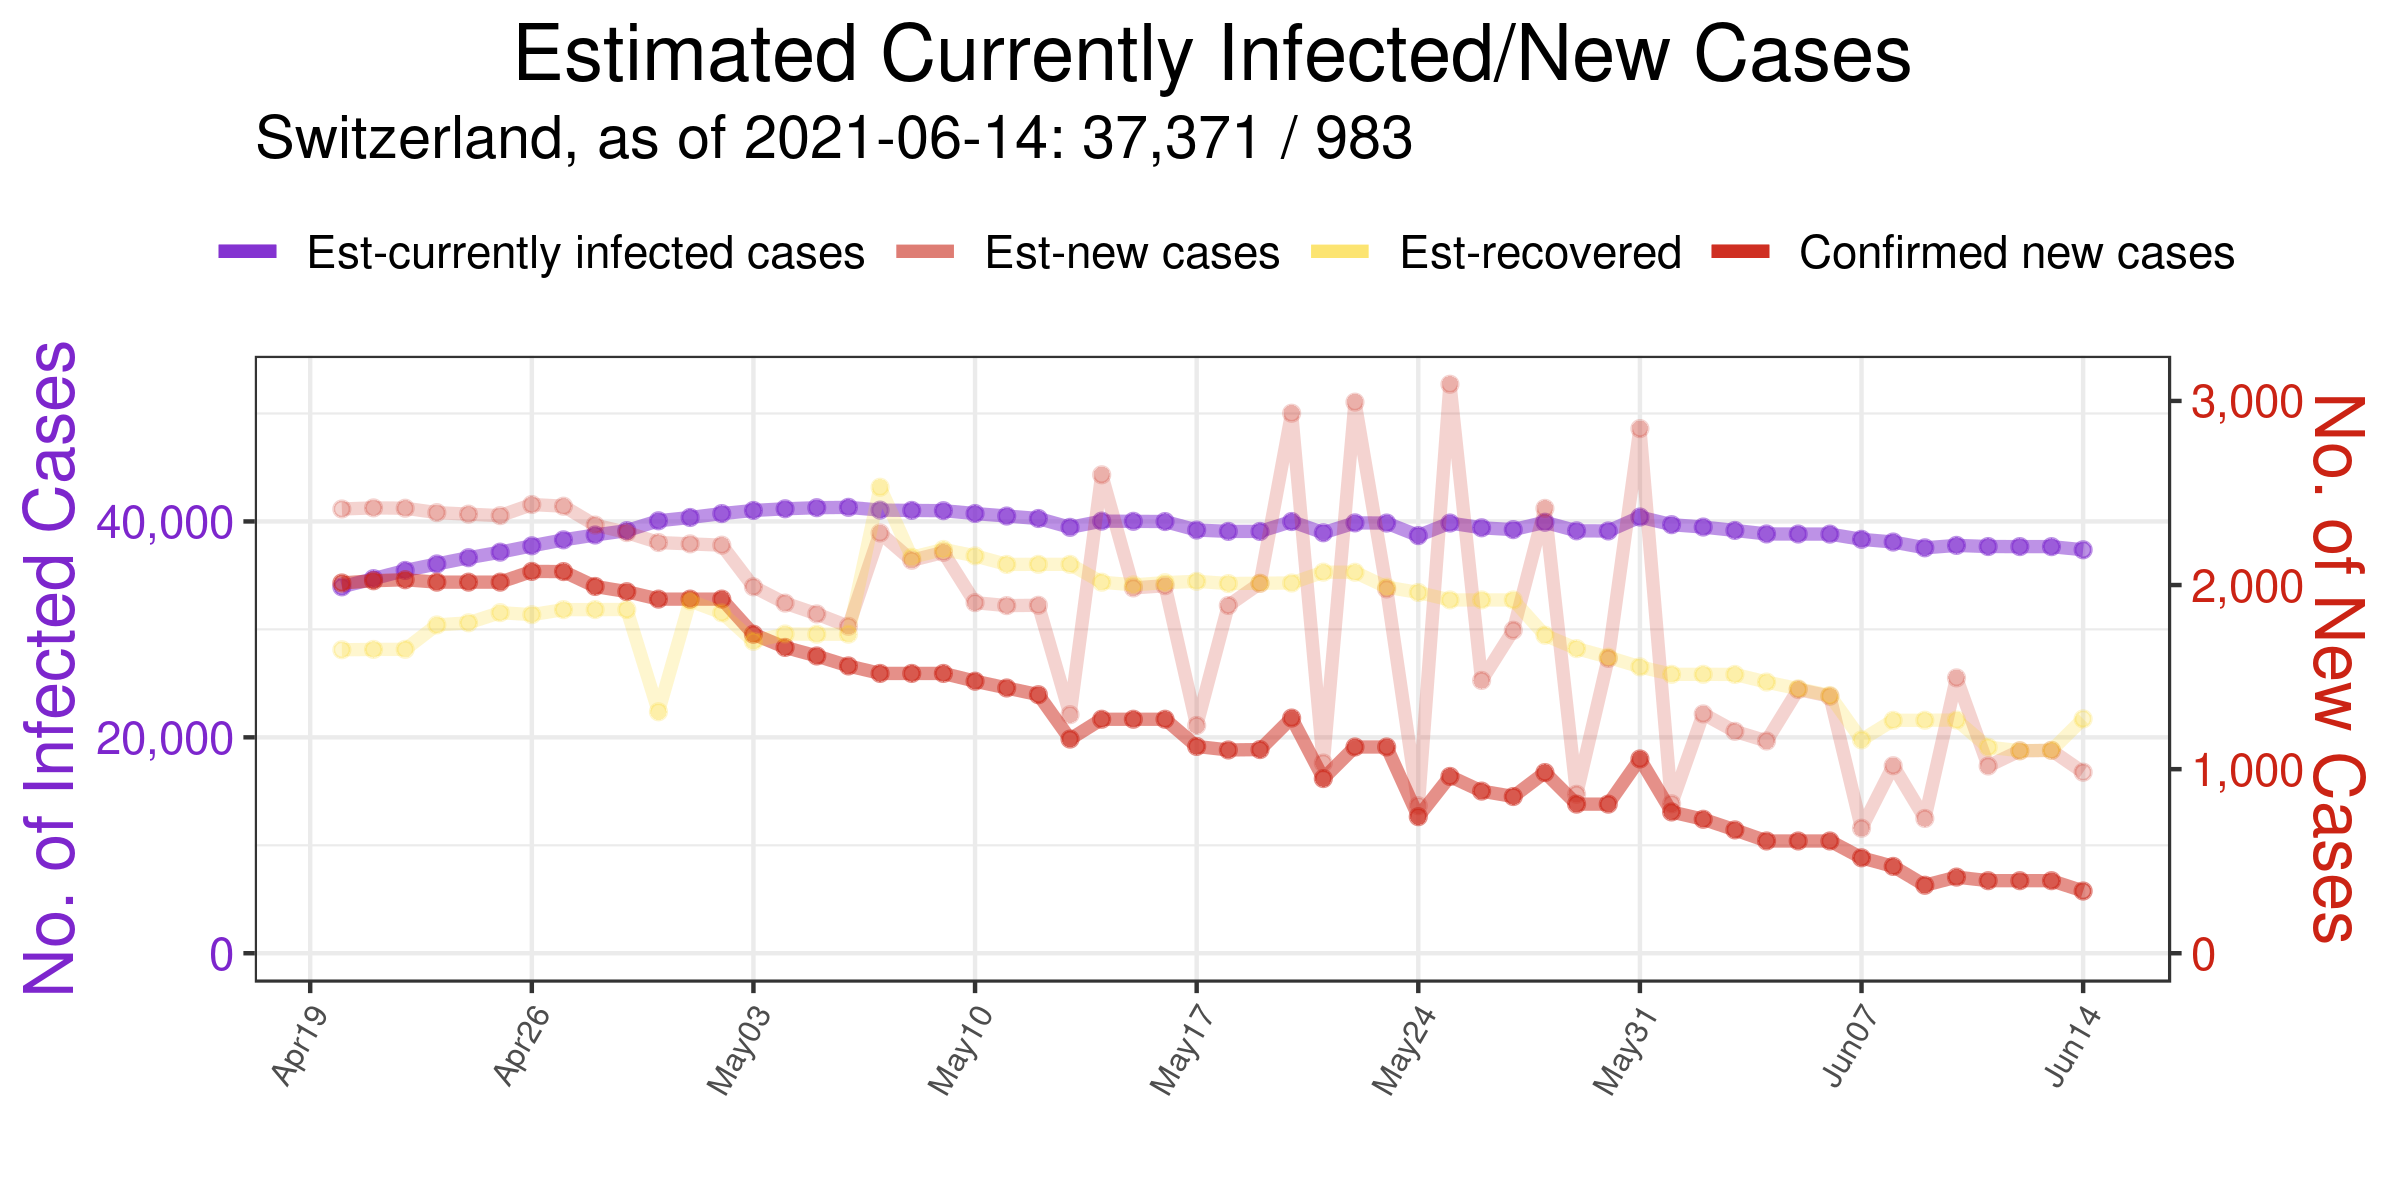 Estimated Currently Infected/New Cases
Switzerland, as of 2021-06-14: 37,371 / 983
Est-currently infected cases Est-new cases Est-recovered Confirmed new cases
No. of Infected Cases
40,000
20,000
0
3,000
2,000
1,000
0
No. of New Cases
Apr19 Apr26 May03 May10 May17 May24 May31 Jun07 Jun14